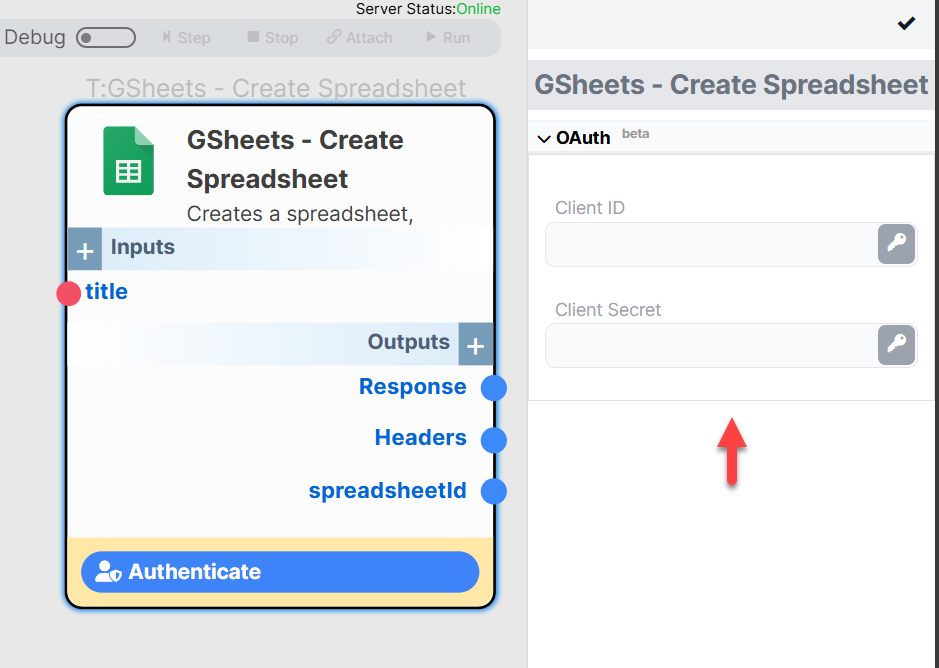 Server Status:Online
Debug Step Stop Attach Run
T:GSheets - Create Spreadsheet
GSheets - Create
Spreadsheet
Creates a spreadsheet,
Inputs
title
Outputs
Response
Headers
spreadsheetId
Authenticate
GSheets - Create Spreadsheet
OAuth beta
Client ID
Client Secret